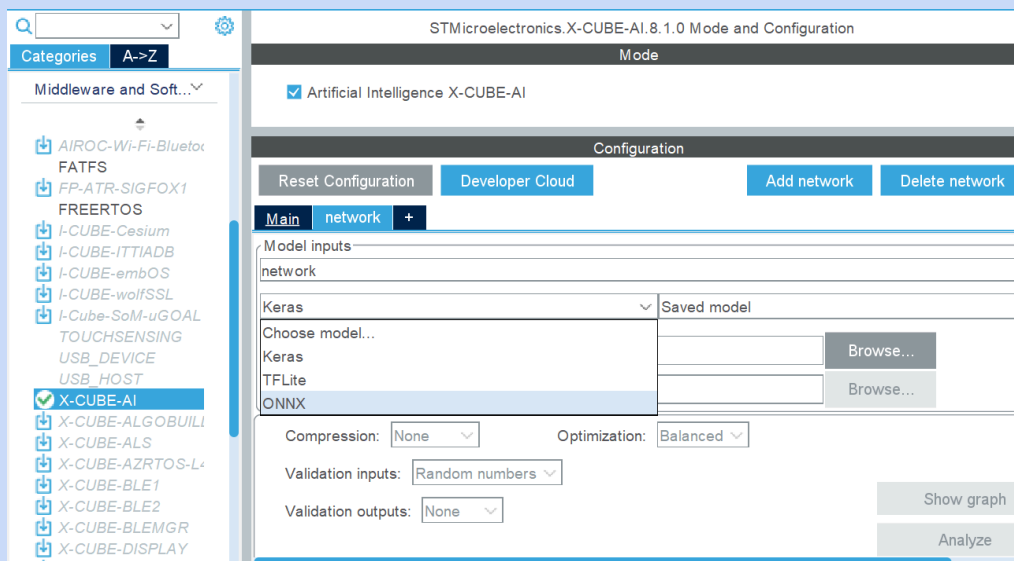 STMicroelectronics.X-CUBE-AI.8.1.0 Mode and Configuration
Categories A->Z
Middleware and Soft...
AIROC-Wi-Fi-Bluetoo
FATFS
FP-ATR-SIGFOX1
FREERTOS
I-CUBE-Cesium
I-CUBE-ITTIADB
I-CUBE-embOS
I-CUBE-wolfSSL
I-Cube-SoM-uGOAL
TOUCHSENSING
USB_DEVICE
USB_HOST
X-CUBE-AI
X-CUBE-ALGOBUIL
X-CUBE-ALS
X-CUBE-AZRTOS-L4
X-CUBE-BLE1
X-CUBE-BLE2
X-CUBE-BLEMGR
X-CUBE-DISPLAY
Mode
Artificial Intelligence X-CUBE-AI
Configuration
Reset Configuration Developer Cloud Add network Delete network
Main network +
Model inputs
network
Keras Saved model
Choose model...
Keras
TFLite
ONNX
Browse...
Browse...
Compression: None Optimization: Balanced
Validation inputs: Random numbers
Validation outputs: None
Show graph
Analyze